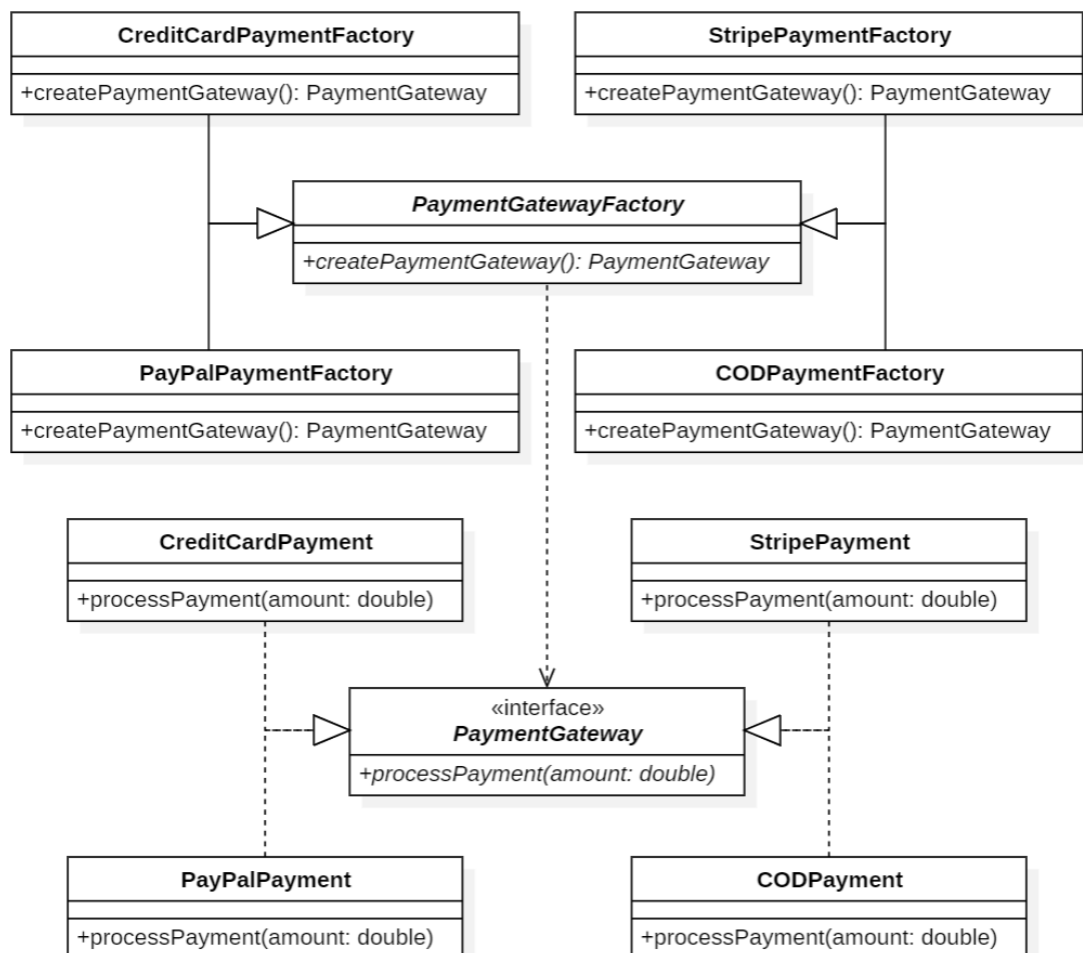 CreditCardPaymentFactory
+createPaymentGateway(): PaymentGateway
StripePaymentFactory
+createPaymentGateway(): PaymentGateway
PaymentGatewayFactory
+createPaymentGateway(): PaymentGateway
PayPalPaymentFactory
+createPaymentGateway(): PaymentGateway
CODPaymentFactory
+createPaymentGateway(): PaymentGateway
CreditCardPayment
+processPayment(amount: double)
StripePayment
+processPayment(amount: double)
«interface»
PaymentGateway
+processPayment(amount: double)
PayPalPayment
+processPayment(amount: double)
CODPayment
+processPayment(amount: double)